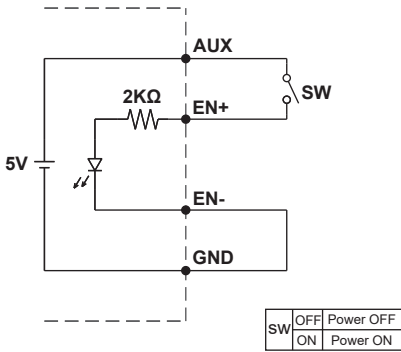 AUX
2KΩ
SW
EN+
5V
EN-
GND
SW OFF Power OFF
ON Power ON